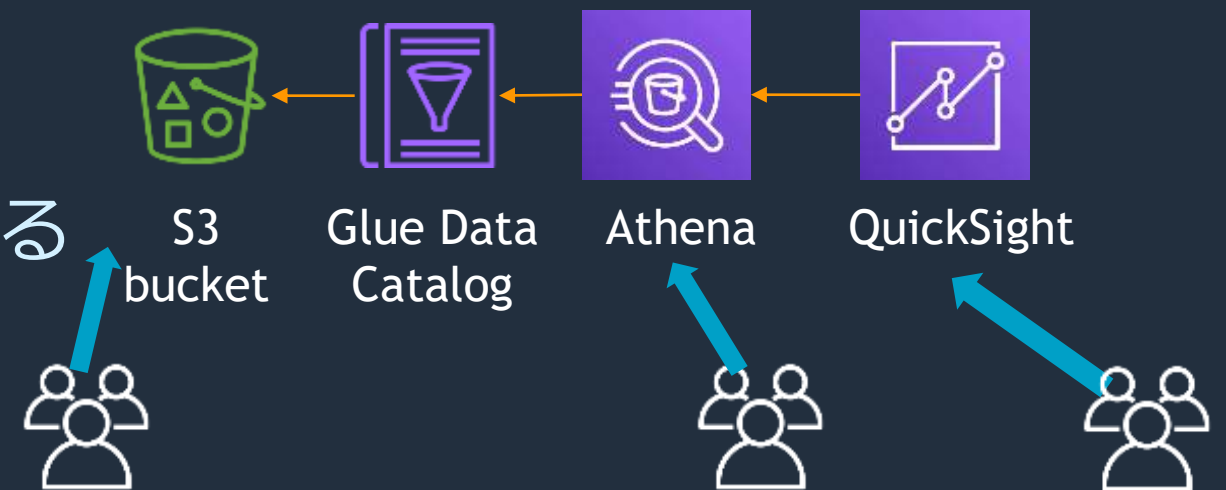 る
S3
bucket
Glue Data
Catalog
Athena
QuickSight